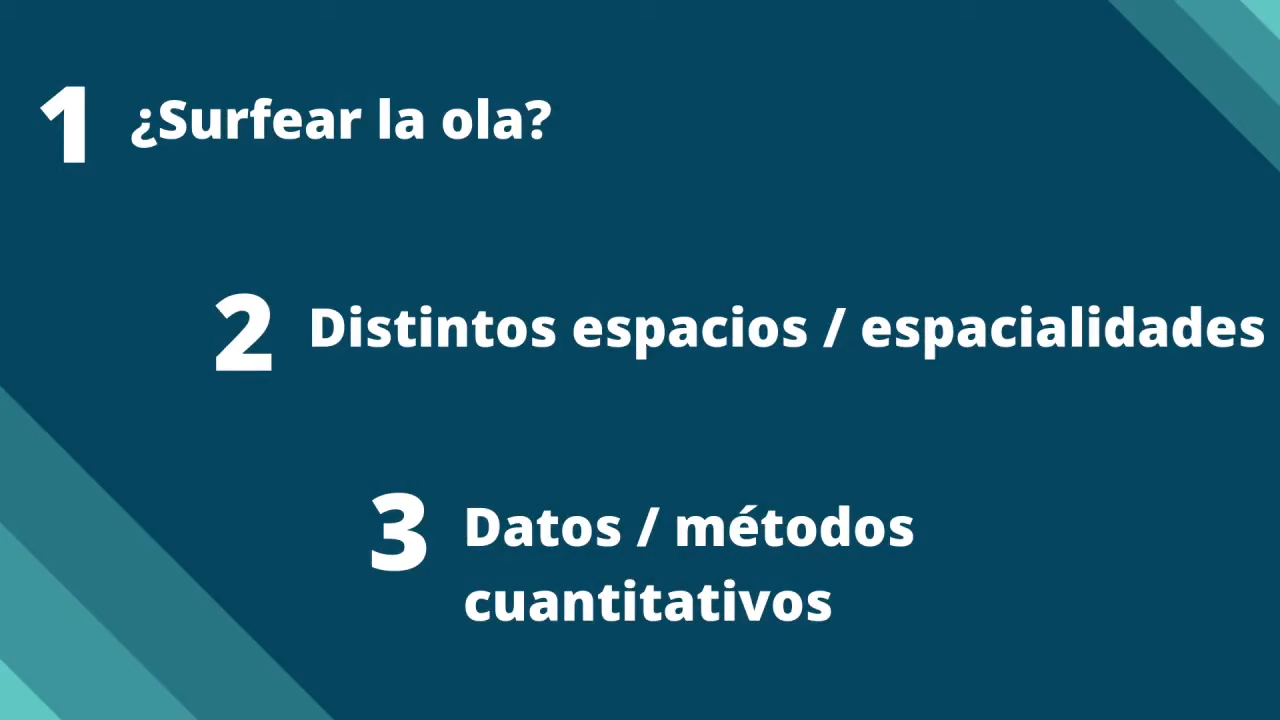 1 ¿Surfear la ola?
2 Distintos espacios / espacialidades
3 Datos / métodos
cuantitativos